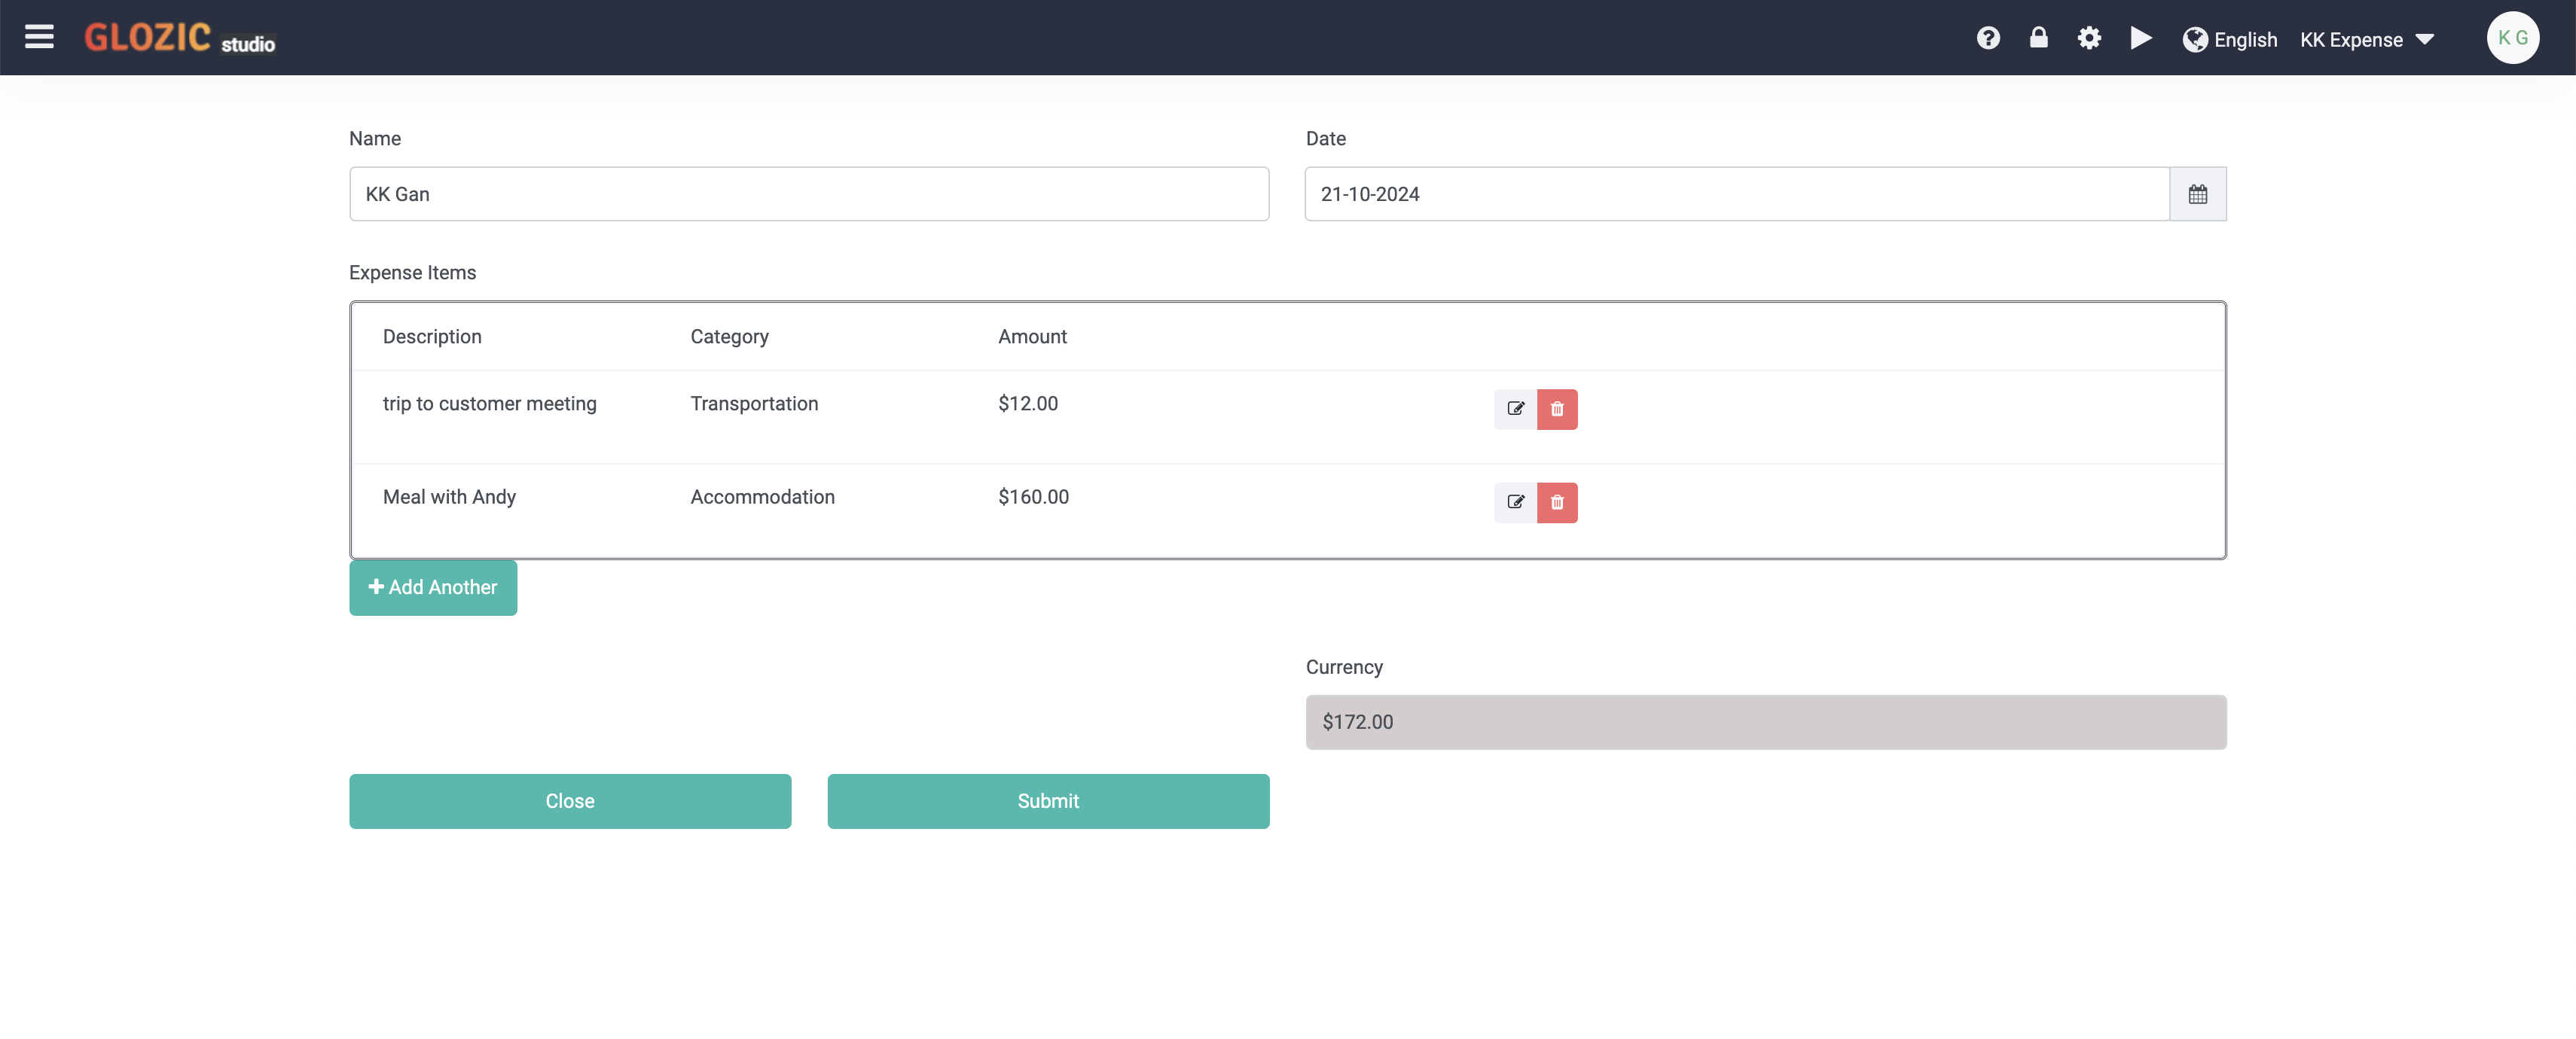 GLOZIC studio English KK Expense K G
Name Date
KK Gan 21-10-2024
Expense Items
Description Category Amount
trip to customer meeting Transportation $12.00
Meal with Andy Accommodation $160.00
Add Another
Currency
$172.00
Close Submit